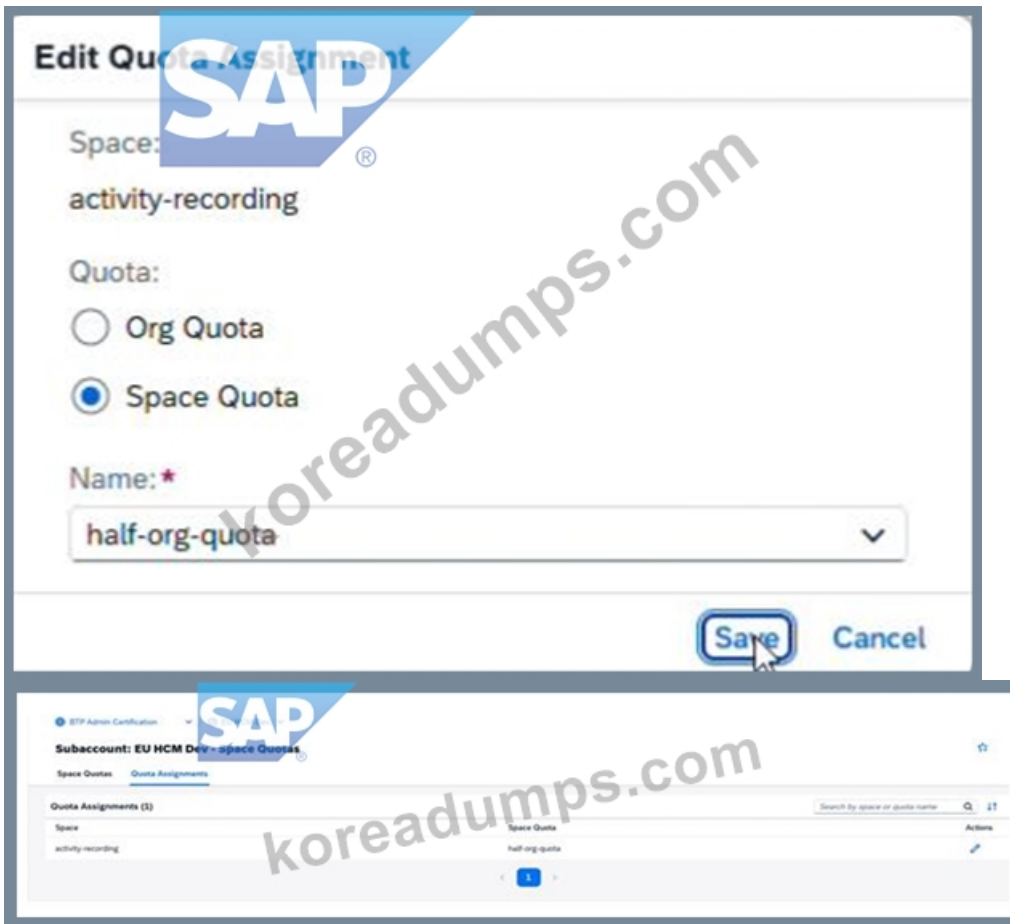 Edit Quota Assignment
SAP
®
Space:
activity-recording
Quota:
Org Quota
Space Quota
Name:*
half-org-quota
Save Cancel
koreadumps.com
BTP Admin Certification
SAP
®
Subaccount: EU HCM Dev - Space Quotas
Space Quotas Quota Assignments
Quota Assignments (1) Search by space or quota name
Space Space Quota Actions
activity-recording half-org-quota
1
koreadumps.com